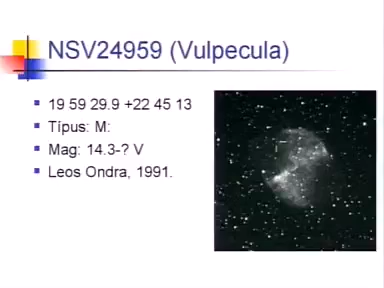 NSV24959 (Vulpecula)
19 59 29.9 +22 45 13
Típus: M:
Mag: 14.3-? V
Leos Ondra, 1991.